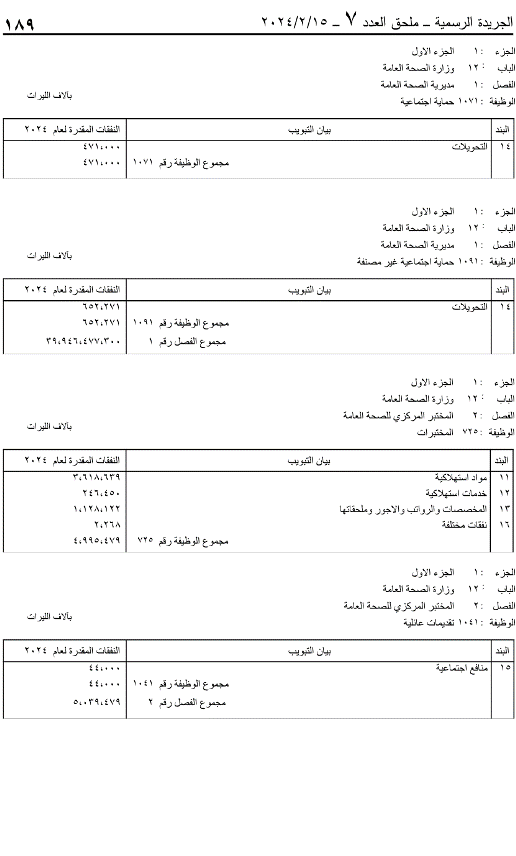 الجريدة الرسمية ـ ملحق العدد ٧ ـ ٢٠٢٤/٢/١٥ ١٨٩
الجزء : ١ الجزء الاول
الباب : ١٢ وزارة الصحة العامة
الفصل : ١ مديرية الصحة العامة
الوظيفة : ١٠٧١ حماية اجتماعية
بآلاف الليرات
البند بيان التبويب النفقات المقدرة لعام ٢٠٢٤
١٤ التحويلات ٤٧١،٠٠٠
مجموع الوظيفة رقم ١٠٧١ ٤٧١،٠٠٠
الجزء : ١ الجزء الاول
الباب : ١٢ وزارة الصحة العامة
الفصل : ١ مديرية الصحة العامة
الوظيفة : ١٠٩١ حماية اجتماعية غير مصنفة
بآلاف الليرات
البند بيان التبويب النفقات المقدرة لعام ٢٠٢٤
١٤ التحويلات ٦٥٢،٢٧١
مجموع الوظيفة رقم ١٠٩١ ٦٥٢،٢٧١
مجموع الفصل رقم ١ ٣٩،٩٤٦،٤٧٧،٣٠٠
الجزء : ١ الجزء الاول
الباب : ١٢ وزارة الصحة العامة
الفصل : ٢ المختبر المركزي للصحة العامة
الوظيفة : ٧٢٥ المختبرات
بآلاف الليرات
البند بيان التبويب النفقات المقدرة لعام ٢٠٢٤
١١ مواد استهلاكية ٣،٦١٨،٦٣٩
١٢ خدمات استهلاكية ٢٤٦،٤٥٠
١٣ المخصصات والرواتب والاجور وملحقاتها ١،١٢٨،١٢٢
١٦ نفقات مختلفة ٢،٢٦٨
مجموع الوظيفة رقم ٧٢٥ ٤،٩٩٥،٤٧٩
الجزء : ١ الجزء الاول
الباب : ١٢ وزارة الصحة العامة
الفصل : ٢ المختبر المركزي للصحة العامة
الوظيفة : ١٠٤١ تقديمات عائلية
بآلاف الليرات
البند بيان التبويب النفقات المقدرة لعام ٢٠٢٤
١٥ منافع اجتماعية ٤٤،٠٠٠
مجموع الوظيفة رقم ١٠٤١ ٤٤،٠٠٠
مجموع الفصل رقم ٢ ٥،٠٣٩،٤٧٩